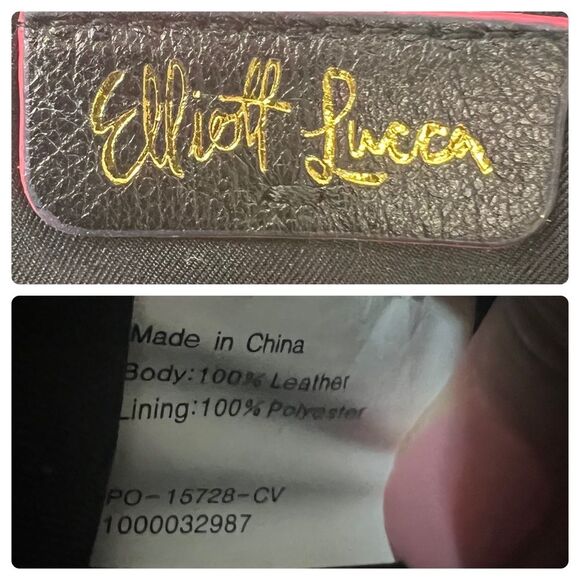 Elliott Lucca
Made in China
Body:100% Leather
Lining:100% Polyester
PO-15728-CV
1000032987